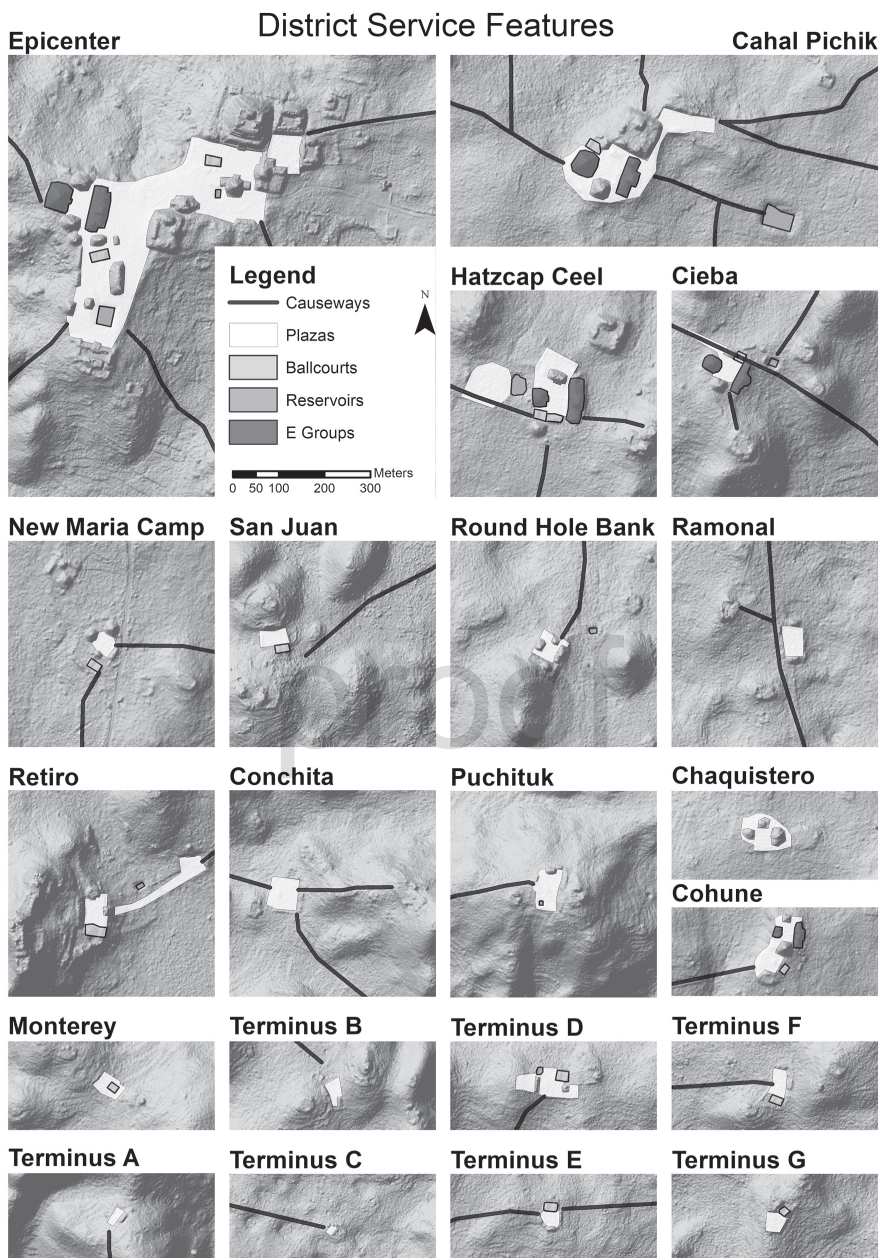 District Service Features
Epicenter
Cahal Pichik
Legend
Causeways
Plazas
Ballcourts
Reservoirs
E Groups
Meters
0 50 100 200 300
N
Hatzcap Ceel
Cieba
New Maria Camp
San Juan
Round Hole Bank
Ramonal
proof
Retiro
Conchita
Puchituk
Chaquistero
Cohune
Monterey
Terminus B
Terminus D
Terminus F
Terminus A
Terminus C
Terminus E
Terminus G